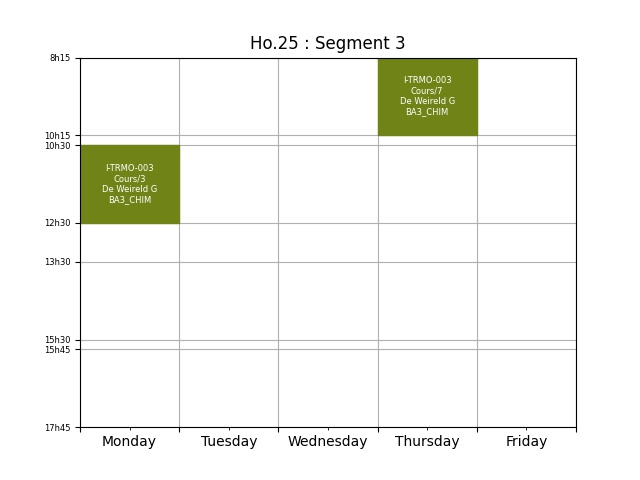 Ho.25 : Segment 3
8h15
I-TRMO-003
Cours/7
De Weireld G
BA3_CHIM
10h15
10h30
I-TRMO-003
Cours/3
De Weireld G
BA3_CHIM
12h30
13h30
15h30
15h45
17h45
Monday Tuesday Wednesday Thursday Friday